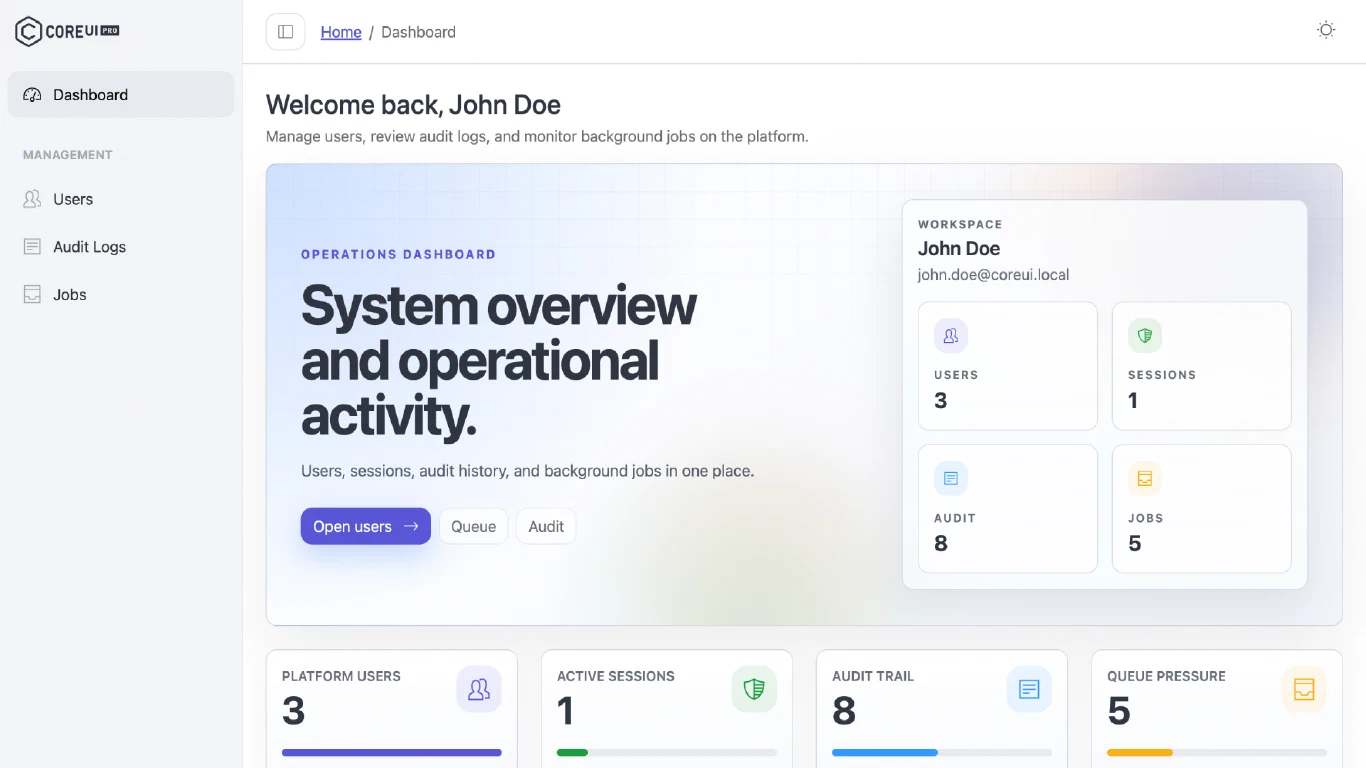 COREUI PRO
Home / Dashboard
Dashboard
MANAGEMENT
Users
Audit Logs
Jobs
Welcome back, John Doe
Manage users, review audit logs, and monitor background jobs on the platform.
OPERATIONS DASHBOARD
System overview
and operational
activity.
Users, sessions, audit history, and background jobs in one place.
Open users →
Queue
Audit
WORKSPACE
John Doe
john.doe@coreui.local
USERS
3
SESSIONS
1
AUDIT
8
JOBS
5
PLATFORM USERS
3
ACTIVE SESSIONS
1
AUDIT TRAIL
8
QUEUE PRESSURE
5